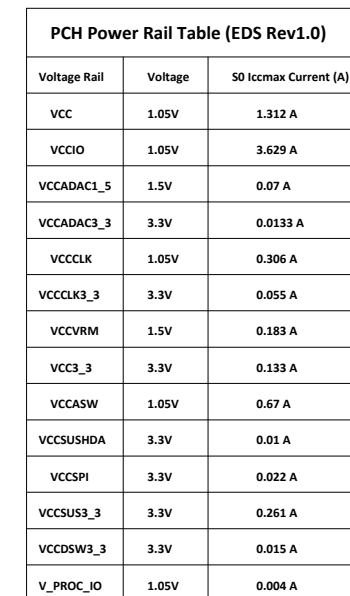 PCH Power Rail Table (EDS Rev1.0)
Voltage Rail Voltage S0 Iccmax Current (A)
VCC 1.05V 1.312 A
VCCIO 1.05V 3.629 A
VCCADAC1_5 1.5V 0.07 A
VCCADAC3_3 3.3V 0.0133 A
VCCCLK 1.05V 0.306 A
VCCCLK3_3 3.3V 0.055 A
VCCVRM 1.5V 0.183 A
VCC3_3 3.3V 0.133 A
VCCASW 1.05V 0.67 A
VCCSUSHDA 3.3V 0.01 A
VCCSPI 3.3V 0.022 A
VCCSUS3_3 3.3V 0.261 A
VCCDSW3_3 3.3V 0.015 A
V_PROC_IO 1.05V 0.004 A